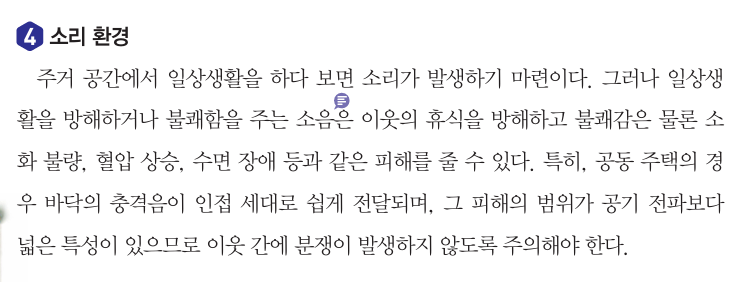 4 소리 환경
주거 공간에서 일상생활을 하다 보면 소리가 발생하기 마련이다. 그러나 일상생
활을 방해하거나 불쾌함을 주는 소음은 이웃의 휴식을 방해하고 불쾌감은 물론 소
화 불량, 혈압 상승, 수면 장애 등과 같은 피해를 줄 수 있다. 특히, 공동 주택의 경
우 바닥의 충격음이 인접 세대로 쉽게 전달되며, 그 피해의 범위가 공기 전파보다
넓은 특성이 있으므로 이웃 간에 분쟁이 발생하지 않도록 주의해야 한다.